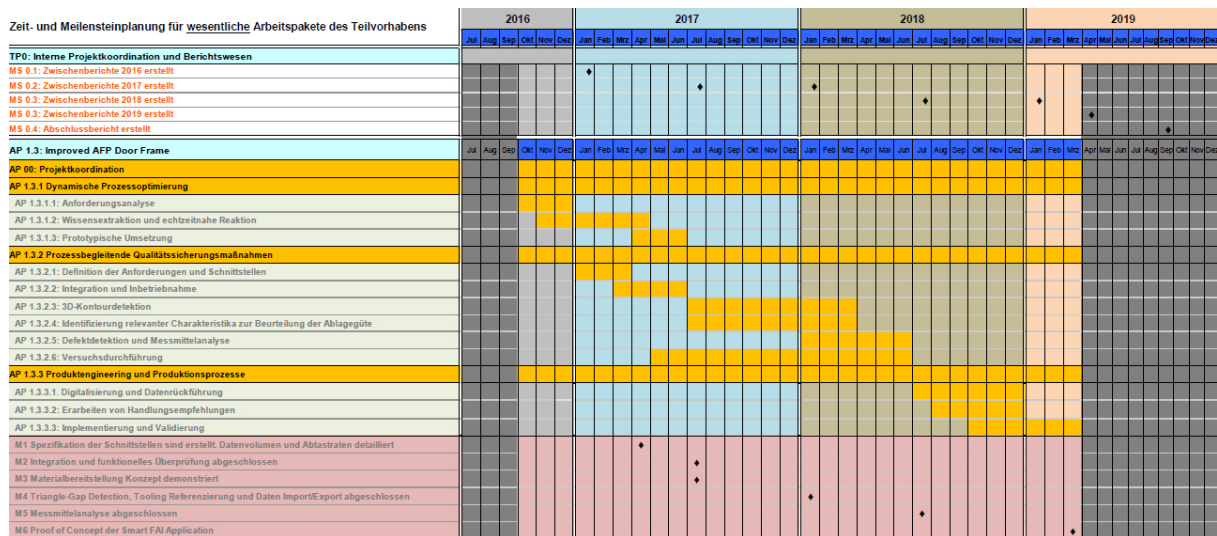 Zeit- und Meilensteinplanung für wesentliche Arbeitspakete des Teilvorhabens
2016 2017 2018 2019
Jul Aug Sep Okt Nov Dez Jan Feb Mrz Apr Mai Jun Jul Aug Sep Okt Nov Dez Jan Feb Mrz Apr Mai Jun Jul Aug Sep Okt Nov Dez Jan Feb Mrz Apr Mai Jun Jul Aug Sep Okt Nov Dez
TP0: Interne Projektkoordination und Berichtswesen
MS 0.1: Zwischenberichte 2016 erstellt
MS 0.2: Zwischenberichte 2017 erstellt
MS 0.3: Zwischenberichte 2018 erstellt
MS 0.3: Zwischenberichte 2019 erstellt
MS 0.4: Abschlussbericht erstellt
AP 1.3: Improved AFP Door Frame Jul Aug Sep Okt Nov Dez Jan Feb Mrz Apr Mai Jun Jul Aug Sep Okt Nov Dez Jan Feb Mrz Apr Mai Jun Jul Aug Sep Okt Nov Dez Jan Feb Mrz Apr Mai Jun Jul Aug Sep Okt Nov Dez
AP 00: Projektkoordination
AP 1.3.1 Dynamische Prozessoptimierung
AP 1.3.1.1: Anforderungsanalyse
AP 1.3.1.2: Wissensextraktion und echtzeitnahe Reaktion
AP 1.3.1.3: Prototypische Umsetzung
AP 1.3.2 Prozessbegleitende Qualitätssicherungsmaßnahmen
AP 1.3.2.1: Definition der Anforderungen und Schnittstellen
AP 1.3.2.2: Integration und Inbetriebnahme
AP 1.3.2.3: 3D-Kontourdetektion
AP 1.3.2.4: Identifizierung relevanter Charakteristika zur Beurteilung der Ablagegüte
AP 1.3.2.5: Defektdetektion und Messmittelanalyse
AP 1.3.2.6: Versuchsdurchführung
AP 1.3.3 Produktengineering und Produktionsprozesse
AP 1.3.3.1. Digitalisierung und Datenrückführung
AP 1.3.3.2: Erarbeiten von Handlungsempfehlungen
AP 1.3.3.3: Implementierung und Validierung
M1 Spezifikation der Schnittstellen sind erstellt. Datenvolumen und Abtastraten detailliert
M2 Integration und funktionelles Überprüfung abgeschlossen
M3 Materialbereitstellung Konzept demonstriert
M4 Triangle-Gap Detection, Tooling Referenzierung und Daten Import/Export abgeschlossen
M5 Messmittelanalyse abgeschlossen
M6 Proof of Concept der Smart FAI Application